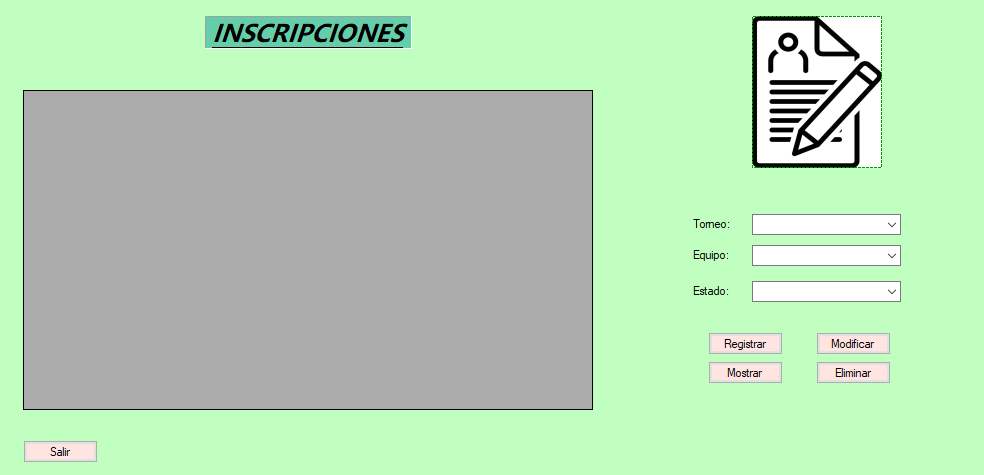 INSCRIPCIONES
Torneo:
Equipo:
Estado:
Registrar
Modificar
Mostrar
Eliminar
Salir